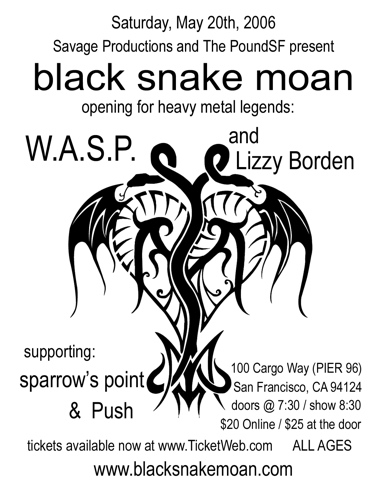 Saturday, May 20th, 2006
Savage Productions and The PoundSF present
black snake moan
opening for heavy metal legends:
W.A.S.P.
and
Lizzy Borden
supporting:
sparrow's point
& Push
100 Cargo Way (PIER 96)
San Francisco, CA 94124
doors @ 7:30 / show 8:30
$20 Online / $25 at the door
tickets available now at www.TicketWeb.com ALL AGES
www.blacksnakemoan.com